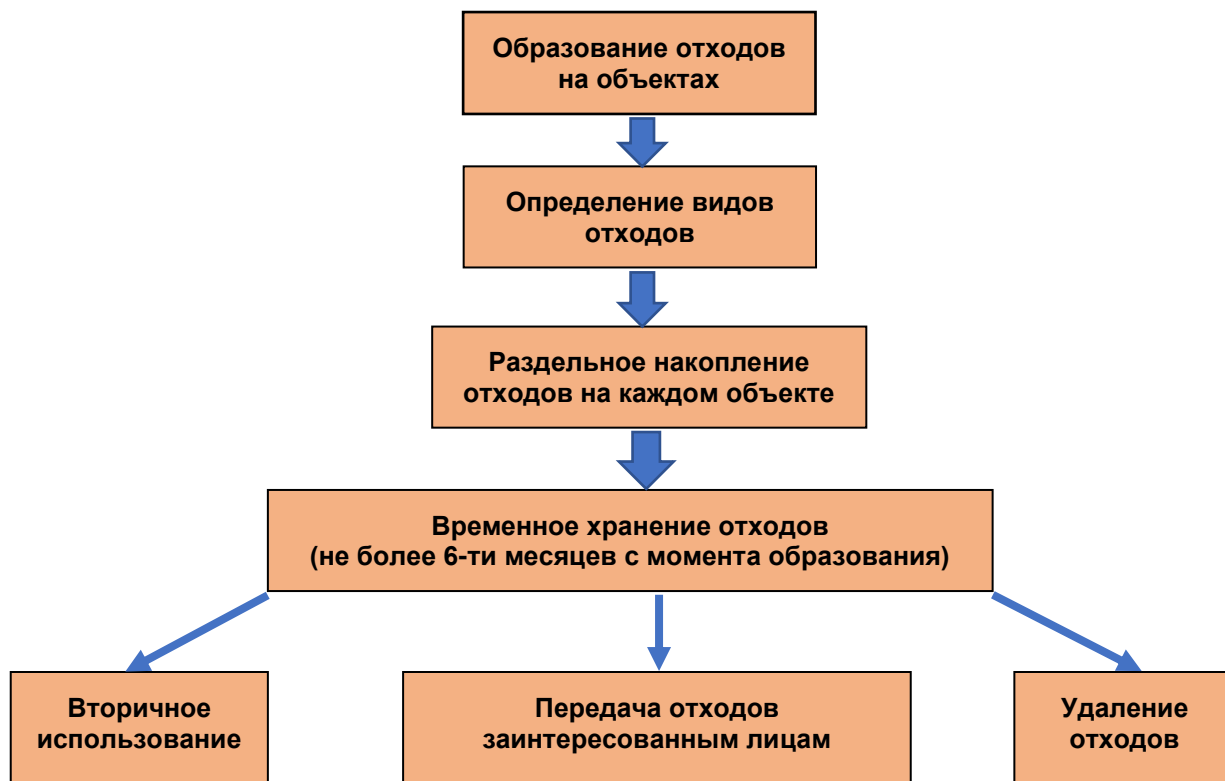 Образование отходов
на объектах
Определение видов
отходов
Раздельное накопление
отходов на каждом объекте
Временное хранение отходов
(не более 6-ти месяцев с момента образования)
Вторичное
использование
Передача отходов
заинтересованным лицам
Удаление
отходов